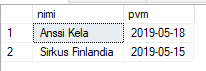 nimi pvm
1 Anssi Kela 2019-05-18
2 Sirkus Finlandia 2019-05-15